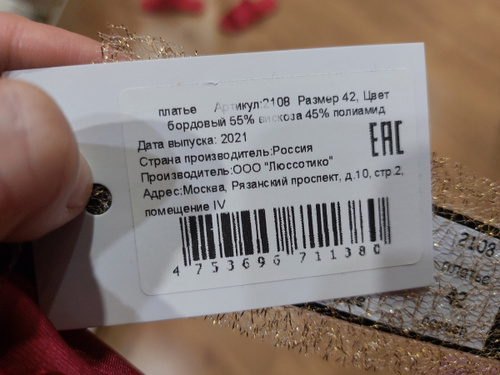 платье Артикул:2108 Размер 42, Цвет
бордовый 55% вискоза 45% полиамид
Дата выпуска: 2021
Страна производитель:Россия
EAC
Производитель:ООО "Люссотико"
Адрес:Москва, Рязанский проспект, д.10, стр.2,
помещение IV
4 753696 711380
2108
платье
42